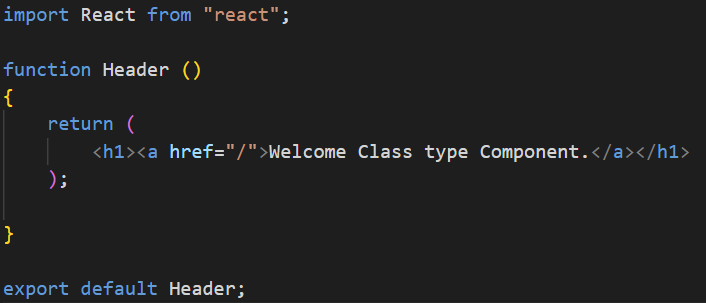 import React from "react";
function Header ()
{
return (
<h1><a href="/">Welcome Class type Component.</a></h1>
);
}
export default Header;